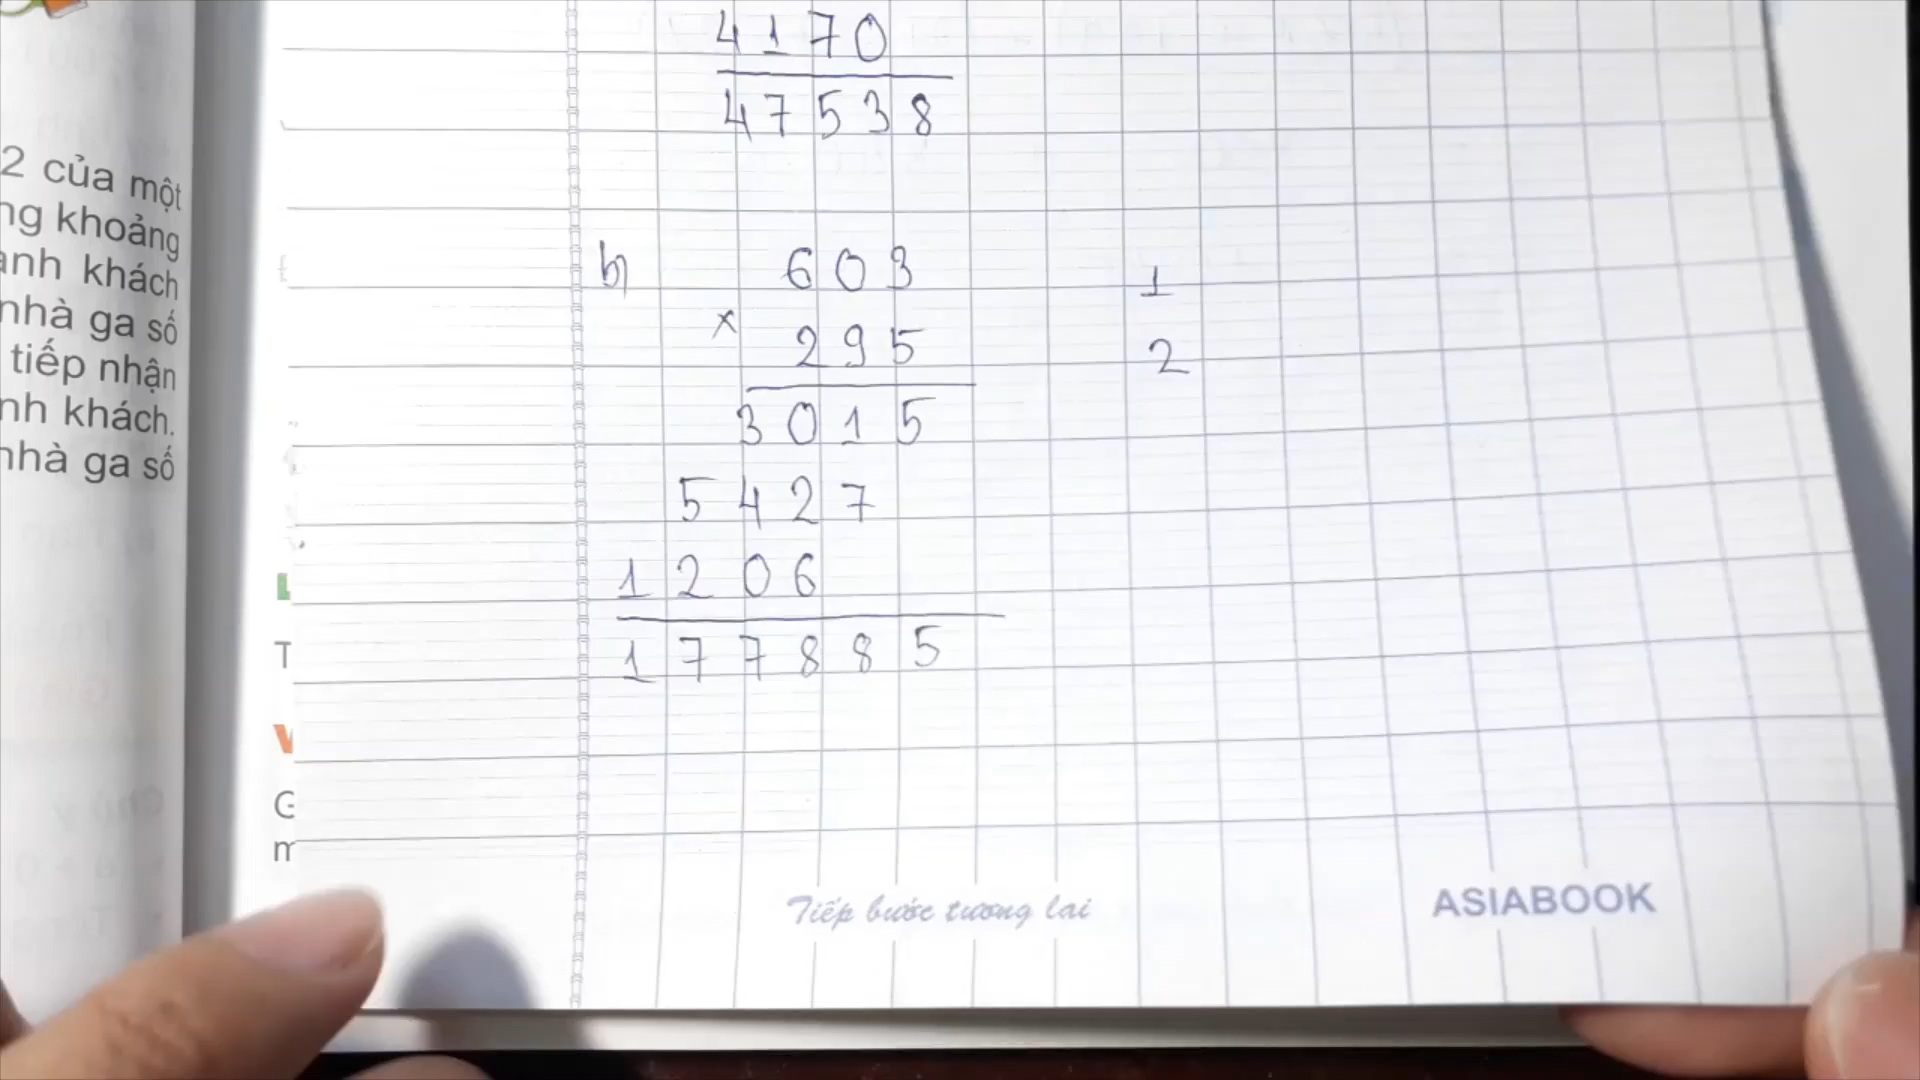 2 của một
ng khoảng
anh khách
nhà ga số
tiếp nhận
nh khách.
nhà ga số
4170
47538
b) 603
x 295
3015
5427
1206
177885
1
2
T
V
G
m
Tiếp bước tương lai
ASIABOOK